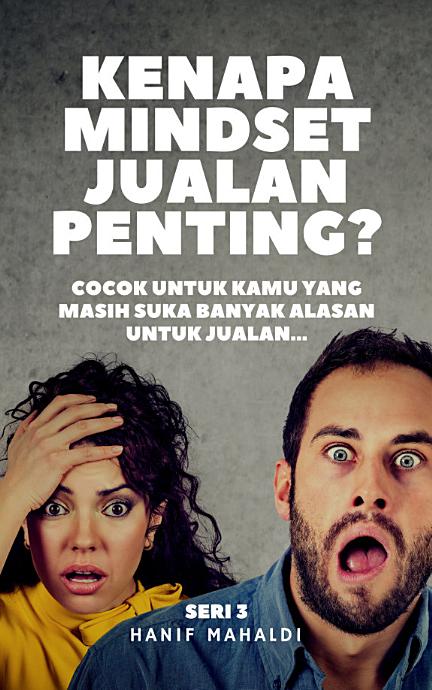 KENAPA
MINDSET
JUALAN
PENTING?
COCOK UNTUK KAMU YANG
MASIH SUKA BANYAK ALASAN
UNTUK JUALAN...
SERI 3
HANIF MAHALDI